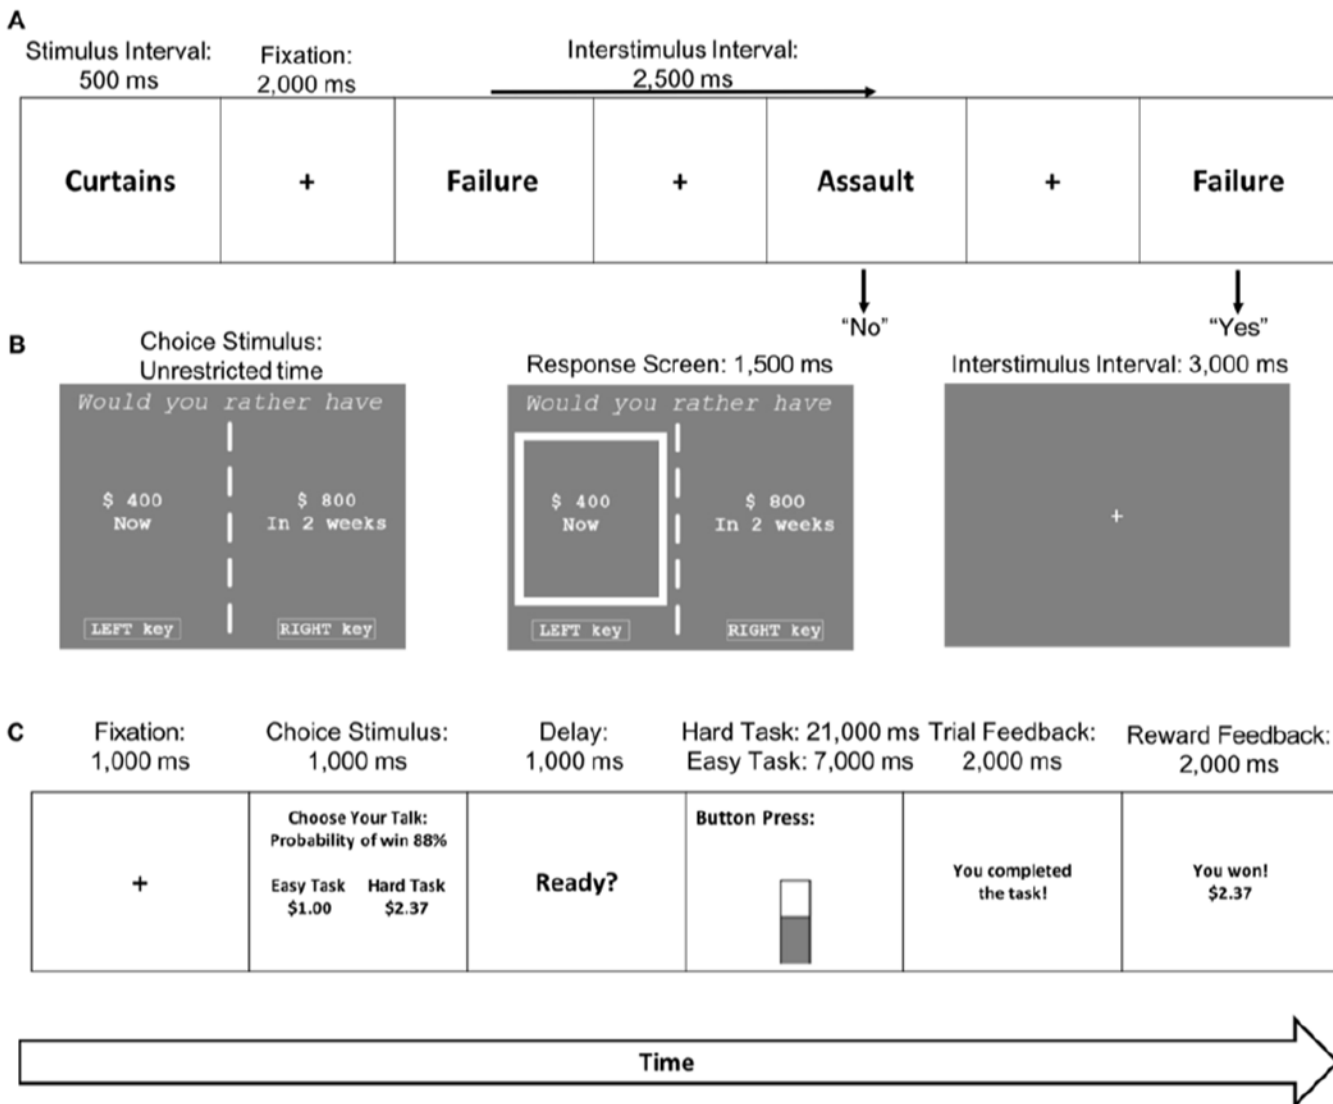 A
Stimulus Interval:
500 ms
Fixation:
2,000 ms
Interstimulus Interval:
2,500 ms
Curtains
+
Failure
+
Assault
+
Failure
“No”
“Yes”
B
Choice Stimulus:
Unrestricted time
Would you rather have
$ 400
Now
$ 800
In 2 weeks
LEFT key
RIGHT key
Response Screen: 1,500 ms
Would you rather have
$ 400
Now
$ 800
In 2 weeks
LEFT key
RIGHT key
Interstimulus Interval: 3,000 ms
+
C
Fixation:
1,000 ms
Choice Stimulus:
1,000 ms
Delay:
1,000 ms
Hard Task: 21,000 ms
Easy Task: 7,000 ms
Trial Feedback:
2,000 ms
Reward Feedback:
2,000 ms
+
Choose Your Talk:
Probability of win 88%
Easy Task
$1.00
Hard Task
$2.37
Ready?
Button Press:
You completed
the task!
You won!
$2.37
Time